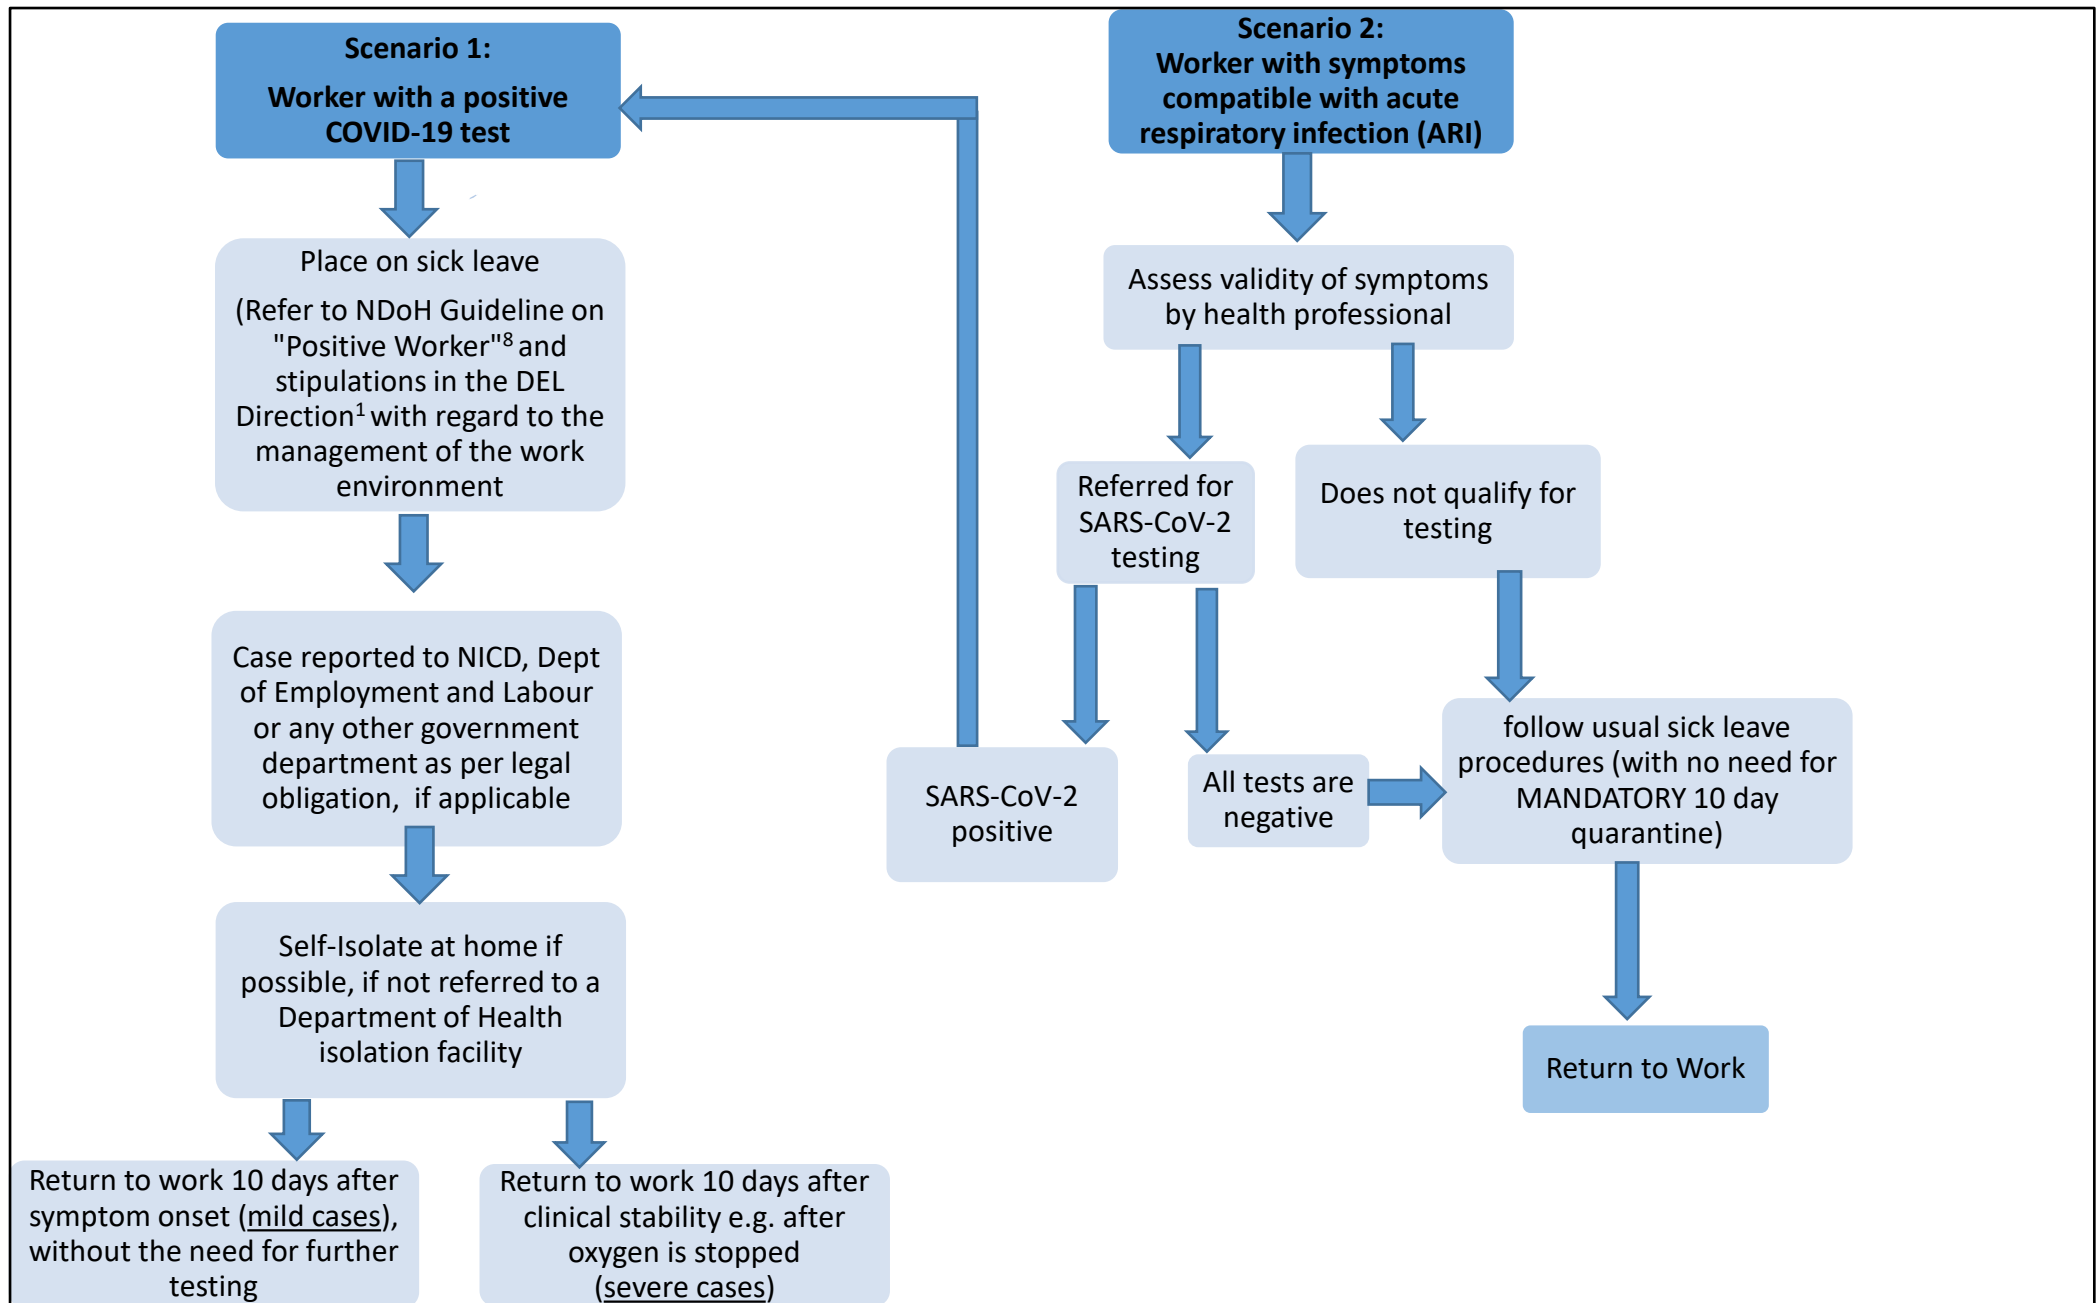 Scenario 1:
Worker with a positive
COVID-19 test
Place on sick leave
(Refer to NDoH Guideline on
"Positive Worker"⁸ and
stipulations in the DEL
Direction¹ with regard to the
management of the work
environment
Case reported to NICD, Dept
of Employment and Labour
or any other government
department as per legal
obligation,  if applicable
Self-Isolate at home if
possible, if not referred to a
Department of Health
isolation facility
Return to work 10 days after
symptom onset (mild cases),
without the need for further
testing
Return to work 10 days after
clinical stability e.g. after
oxygen is stopped
(severe cases)
Scenario 2:
Worker with symptoms
compatible with acute
respiratory infection (ARI)
Assess validity of symptoms
by health professional
Referred for
SARS-CoV-2
testing
Does not qualify for
testing
SARS-CoV-2
positive
All tests are
negative
follow usual sick leave
procedures (with no need for
MANDATORY 10 day
quarantine)
Return to Work